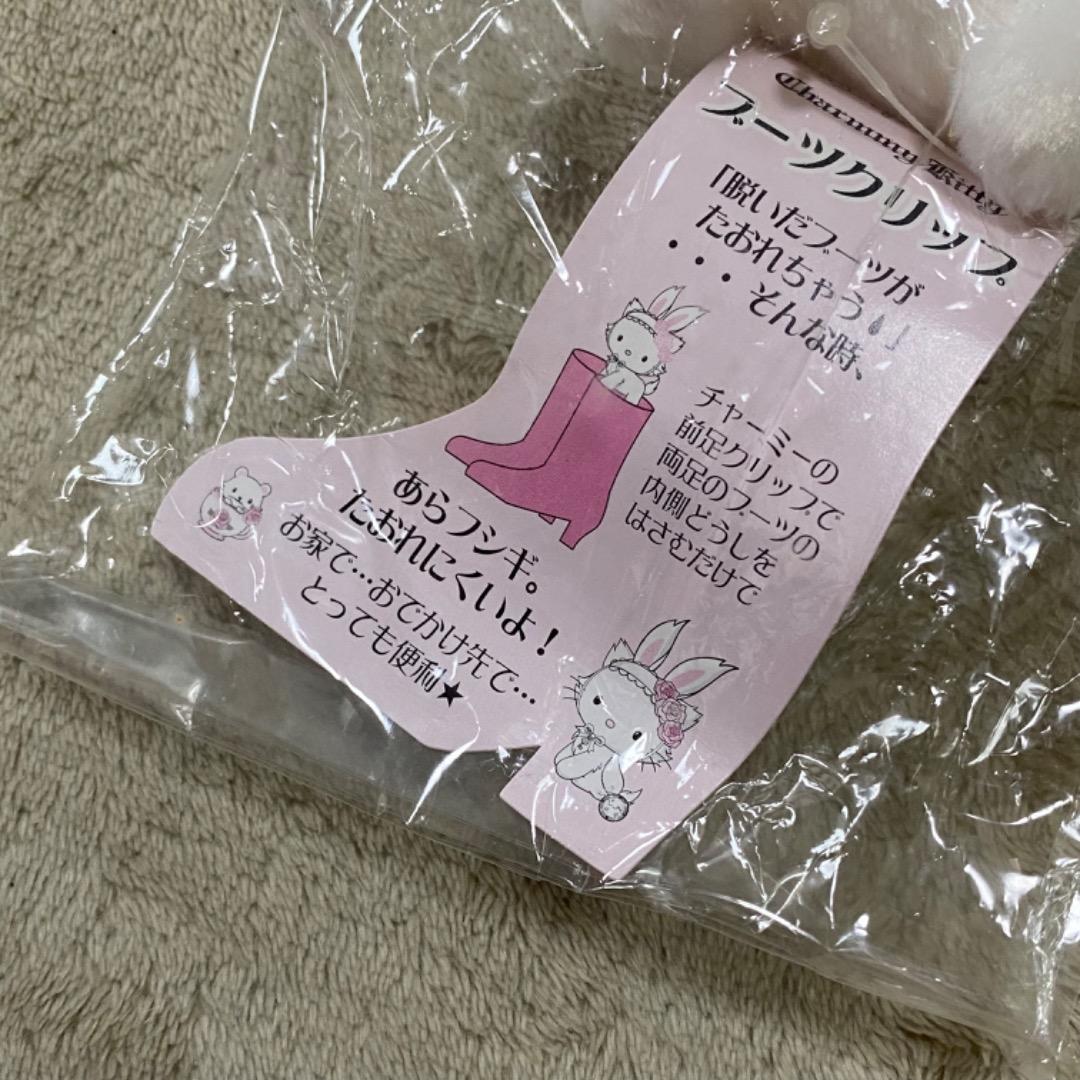 Charmmy Kitty
ブーツクリップ。
「脱いだブーツが
たおれちゃう」
・・・そんな時、
チャーミーの
前足クリップで
両足のブーツの
内側どうしを
はさむだけで
あらフシギ。
たおれにくいよ！
お家で…おでかけ先で…
とっても便利★